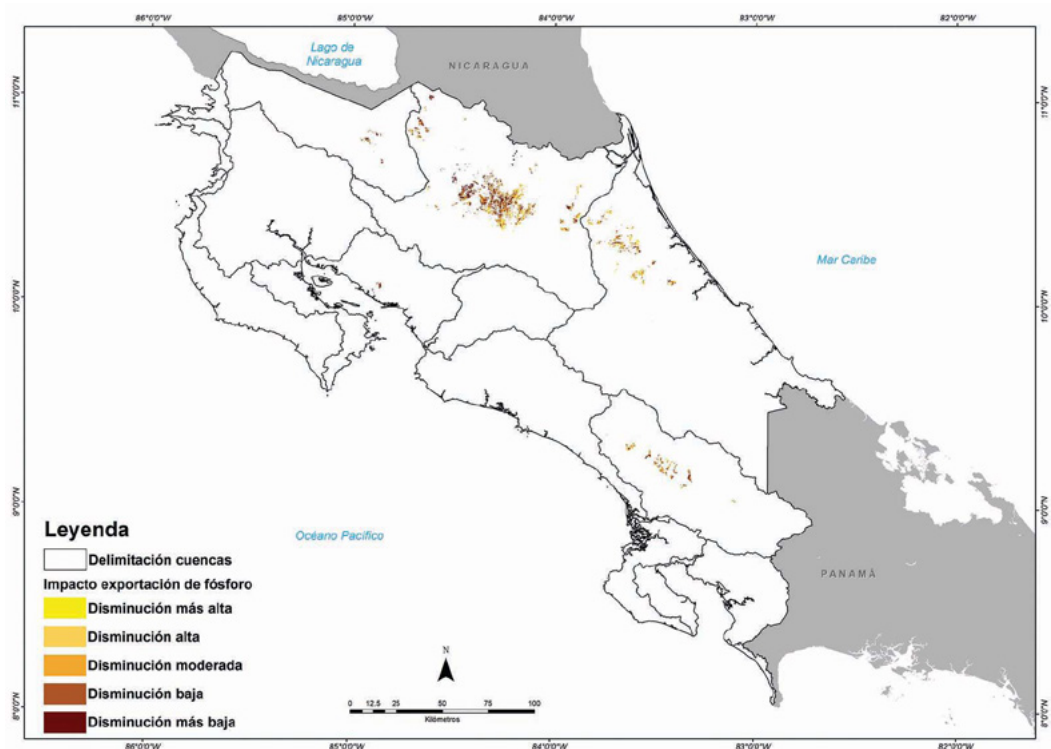 86°0'0"W 85°0'0"W 84°0'0"W 83°0'0"W 82°0'0"W
Lago de
Nicaragua
NICARAGUA
11°0'0"N 11°0'0"N
Mar Caribe
10°0'0"N 10°0'0"N
9°0'0"N 9°0'0"N
Océano Pacífico
PANAMÁ
Leyenda
Delimitación cuencas
Impacto exportación de fósforo
Disminución más alta
Disminución alta
Disminución moderada
Disminución baja
Disminución más baja
N
0 12.5 25 50 75 100
Kilómetros
8°0'0"N 8°0'0"N
86°0'0"W 85°0'0"W 84°0'0"W 83°0'0"W 82°0'0"W